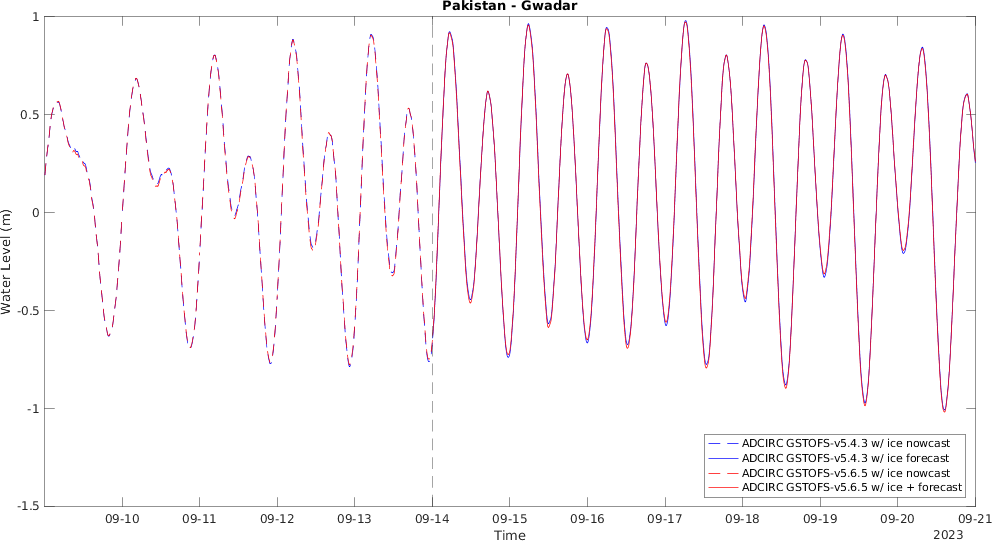 Pakistan - Gwadar
1
0.5
0
-0.5
-1
-1.5
Water Level (m)
09-10 09-11 09-12 09-13 09-14 09-15 09-16 09-17 09-18 09-19 09-20 09-21
Time
2023
ADCIRC GSTOFS-v5.4.3 w/ ice nowcast
ADCIRC GSTOFS-v5.4.3 w/ ice forecast
ADCIRC GSTOFS-v5.6.5 w/ ice nowcast
ADCIRC GSTOFS-v5.6.5 w/ ice + forecast